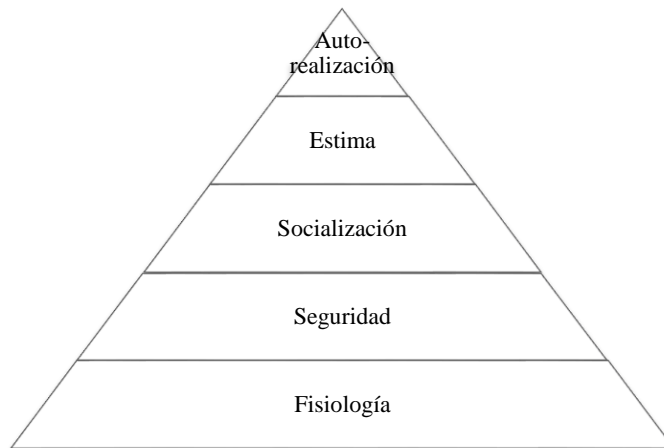 Auto-
realización
Estima
Socialización
Seguridad
Fisiología